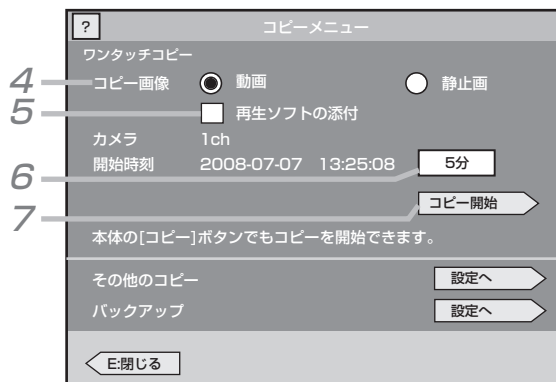 ? コピーメニュー
ワンタッチコピー
4 コピー画像 動画 静止画
5 再生ソフトの添付
カメラ 1ch
6 開始時刻 2008-07-07 13:25:08 5分
7 コピー開始
本体の[コピー]ボタンでもコピーを開始できます。
その他のコピー 設定へ
バックアップ 設定へ
E:閉じる